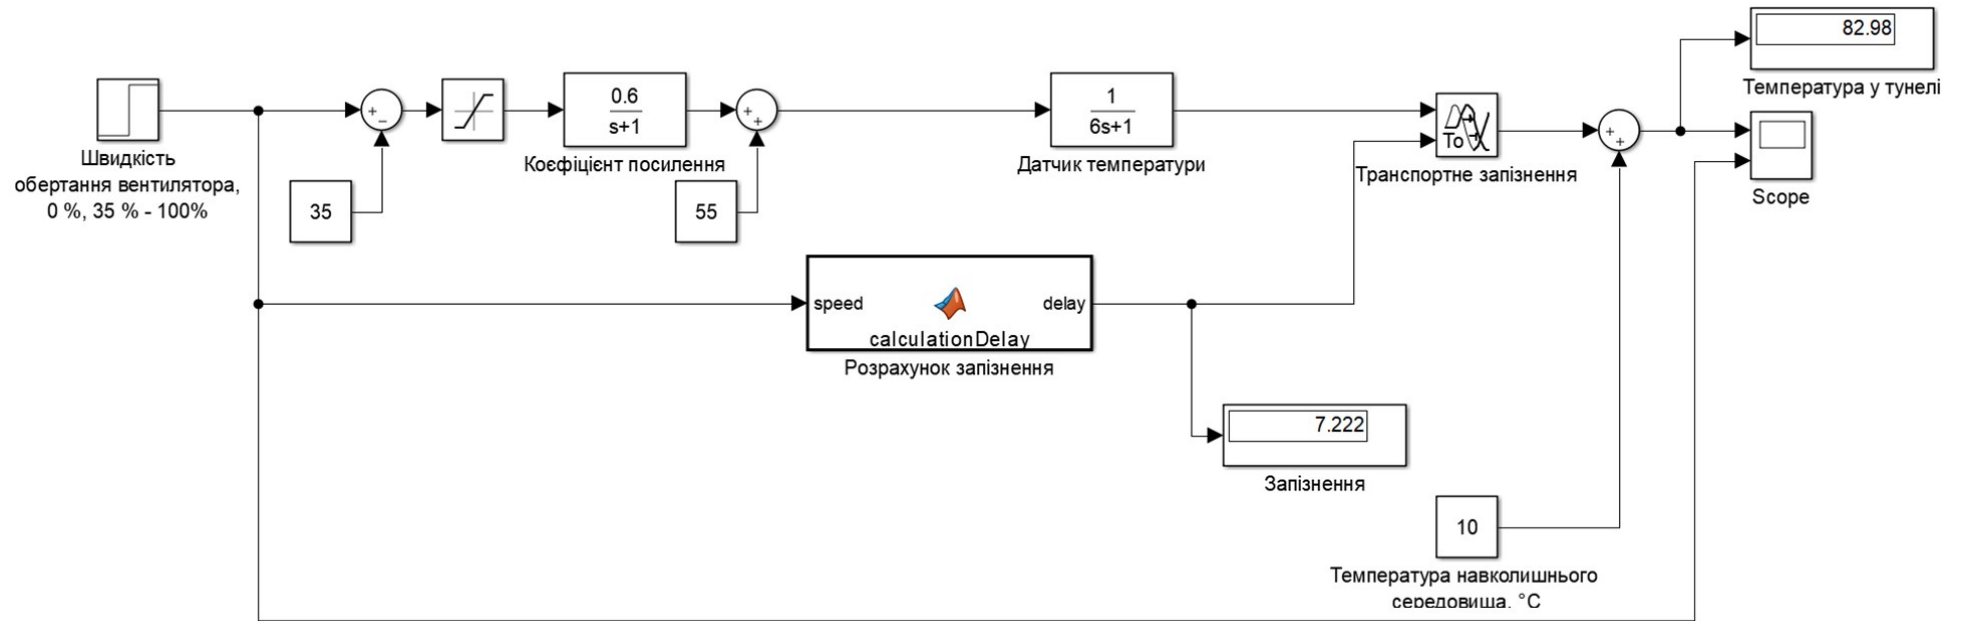 82.98
Температура у тунелі
Швидкість
обертання вентилятора,
0 %, 35 % - 100%
+
−
0.6
s+1
Коєфіцієнт посилення
+
+
1
6s+1
Датчик температури
To
Транспортне запізнення
+
+
Scope
35
55
speed
delay
calculationDelay
Розрахунок запізнення
7.222
Запізнення
10
Температура навколишнього
середовища, °C